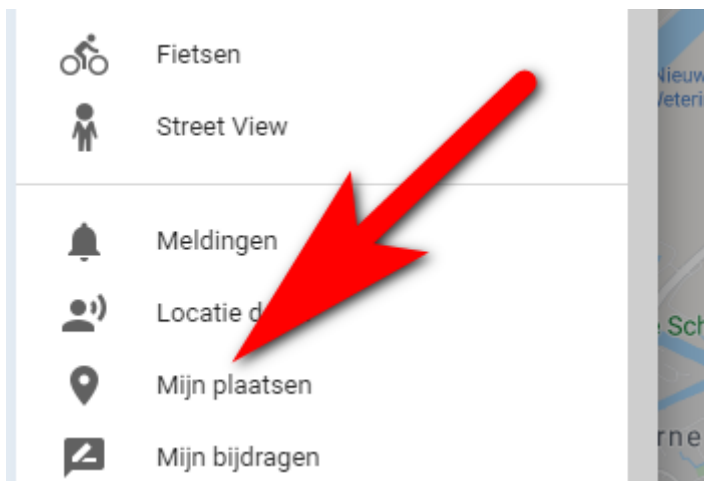 Fietsen
Street View
Meldingen
Locatie
Mijn plaatsen
Mijn bijdragen